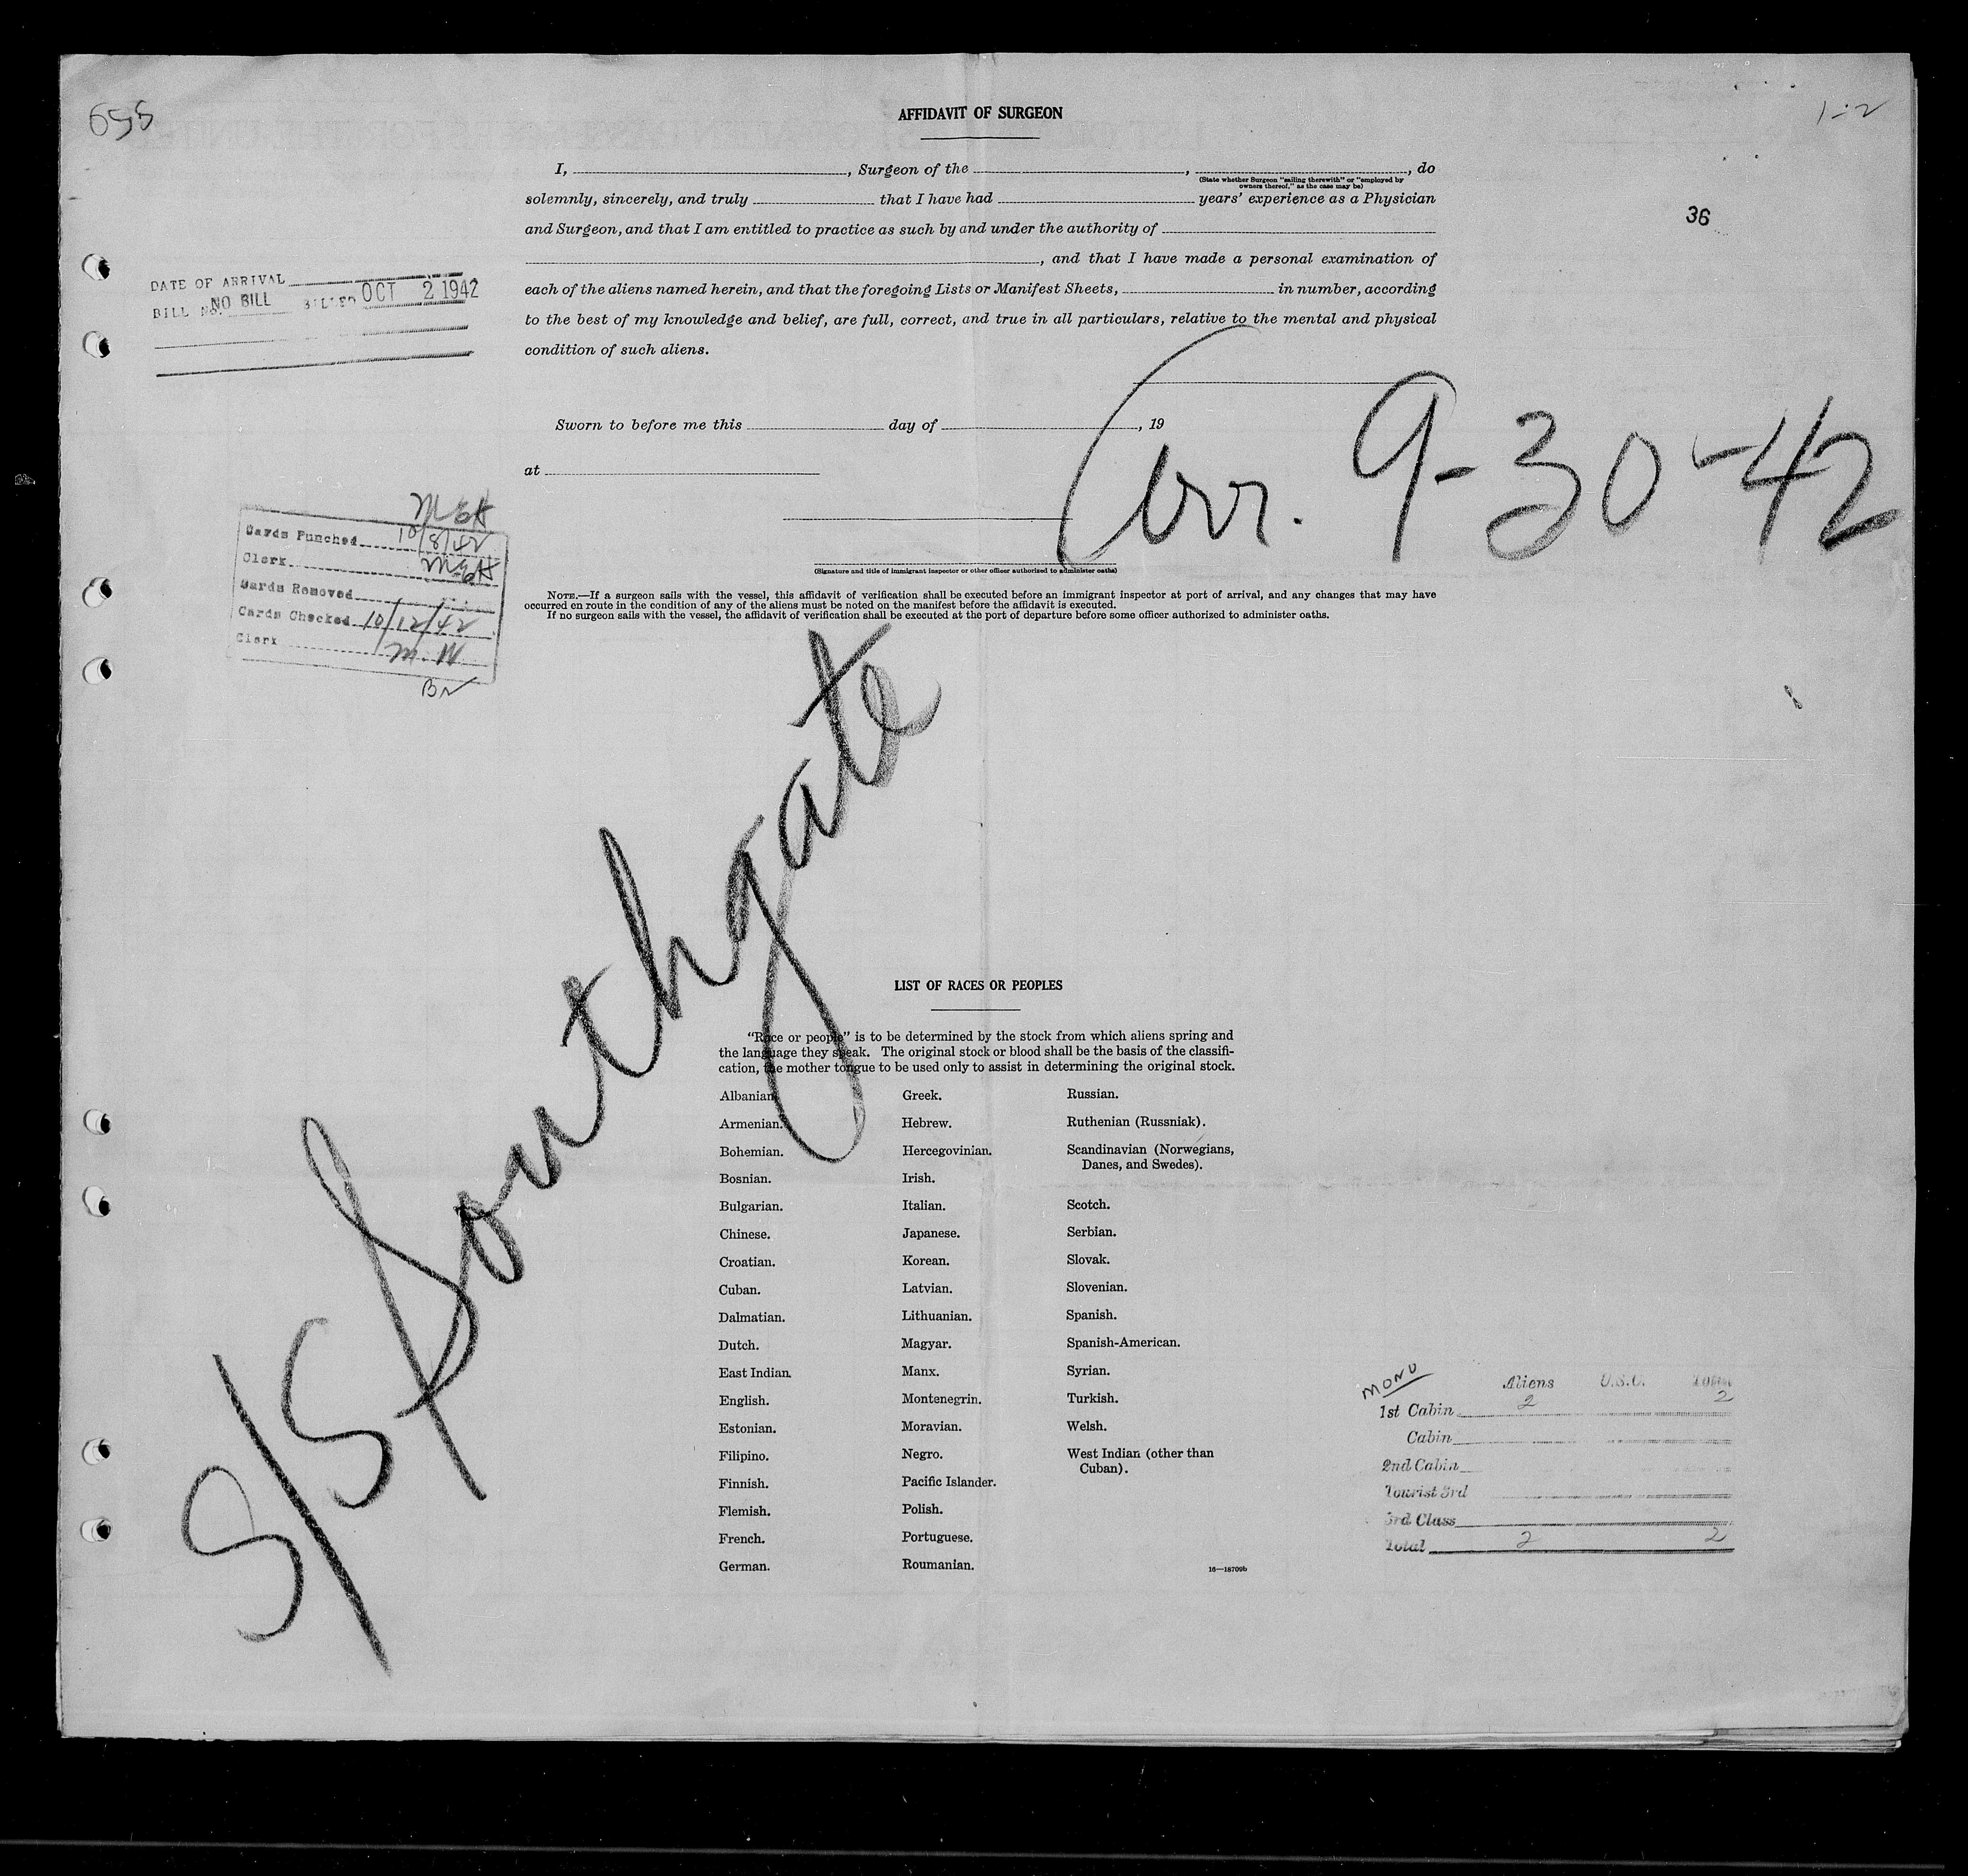 655
1-2
36
AFFIDAVIT OF SURGEON
I, , Surgeon of the , , do
(State whether Surgeon "sailing therewith" or "employed by
owners thereof," as the case may be)
solemnly, sincerely, and truly that I have had years' experience as a Physician
and Surgeon, and that I am entitled to practice as such by and under the authority of
, and that I have made a personal examination of
each of the aliens named herein, and that the foregoing Lists or Manifest Sheets, in number, according
to the best of my knowledge and belief, are full, correct, and true in all particulars, relative to the mental and physical
condition of such aliens.
DATE OF ARRIVAL
BILL NO. NO BILL BILLED OCT 2 1942
Sworn to before me this day of , 19
at
Arr. 9-30-42
(Signature and title of immigrant inspector or other officer authorized to administer oaths)
NOTE.—If a surgeon sails with the vessel, this affidavit of verification shall be executed before an immigrant inspector at port of arrival, and any changes that may have
occurred en route in the condition of any of the aliens must be noted on the manifest before the affidavit is executed.
If no surgeon sails with the vessel, the affidavit of verification shall be executed at the port of departure before some officer authorized to administer oaths.
MEH
Cards Punched 10/8/42
Clerk MEH
Cards Removed
Cards Checked 10/12/42
Clerk M. W.
S/S Southgate
LIST OF RACES OR PEOPLES
"Race or people" is to be determined by the stock from which aliens spring and
the language they speak. The original stock or blood shall be the basis of the classifi-
cation, the mother tongue to be used only to assist in determining the original stock.
Albanian.
Armenian.
Bohemian.
Bosnian.
Bulgarian.
Chinese.
Croatian.
Cuban.
Dalmatian.
Dutch.
East Indian.
English.
Estonian.
Filipino.
Finnish.
Flemish.
French.
German.
Greek.
Hebrew.
Hercegovinian.
Irish.
Italian.
Japanese.
Korean.
Latvian.
Lithuanian.
Magyar.
Manx.
Montenegrin.
Moravian.
Negro.
Pacific Islander.
Polish.
Portuguese.
Roumanian.
Russian.
Ruthenian (Russniak).
Scandinavian (Norwegians,
Danes, and Swedes).
Scotch.
Serbian.
Slovak.
Slovenian.
Spanish.
Spanish-American.
Syrian.
Turkish.
Welsh.
West Indian (other than
Cuban).
16—18709b
MONU
Aliens U.S.C. Total
1st Cabin 2 2
Cabin
2nd Cabin
Tourist 3rd
3rd Class
Total 2 2